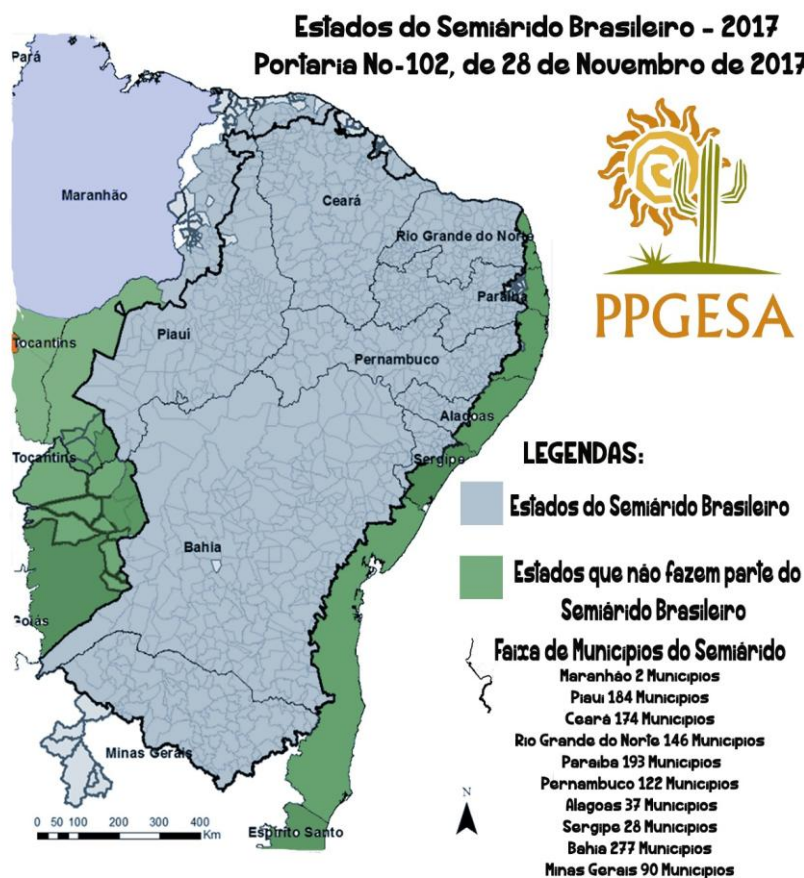 Estados do Semiárido Brasileiro - 2017
Portaria No-102, de 28 de Novembro de 2017
Pará
Maranhão
Ceará
Rio Grande do Norte
Paraíba
Piauí
Pernambuco
Alagoas
Sergipe
Tocantins
Tocantins
Bahia
Goiás
Minas Gerais
Espírito Santo
PPGESA
LEGENDAS:
Estados do Semiárido Brasileiro
Estados que não fazem parte do
Semiárido Brasileiro
Faixa de Municípios do Semiárido
Maranhão 2 Municípios
Piauí 184 Municípios
Ceará 174 Municípios
Rio Grande do Norte 146 Municípios
Paraíba 193 Municípios
Pernambuco 122 Municípios
Alagoas 37 Municípios
Sergipe 28 Municípios
Bahia 277 Municípios
Minas Gerais 90 Municípios
N
0 50 100 200 300 400
Km